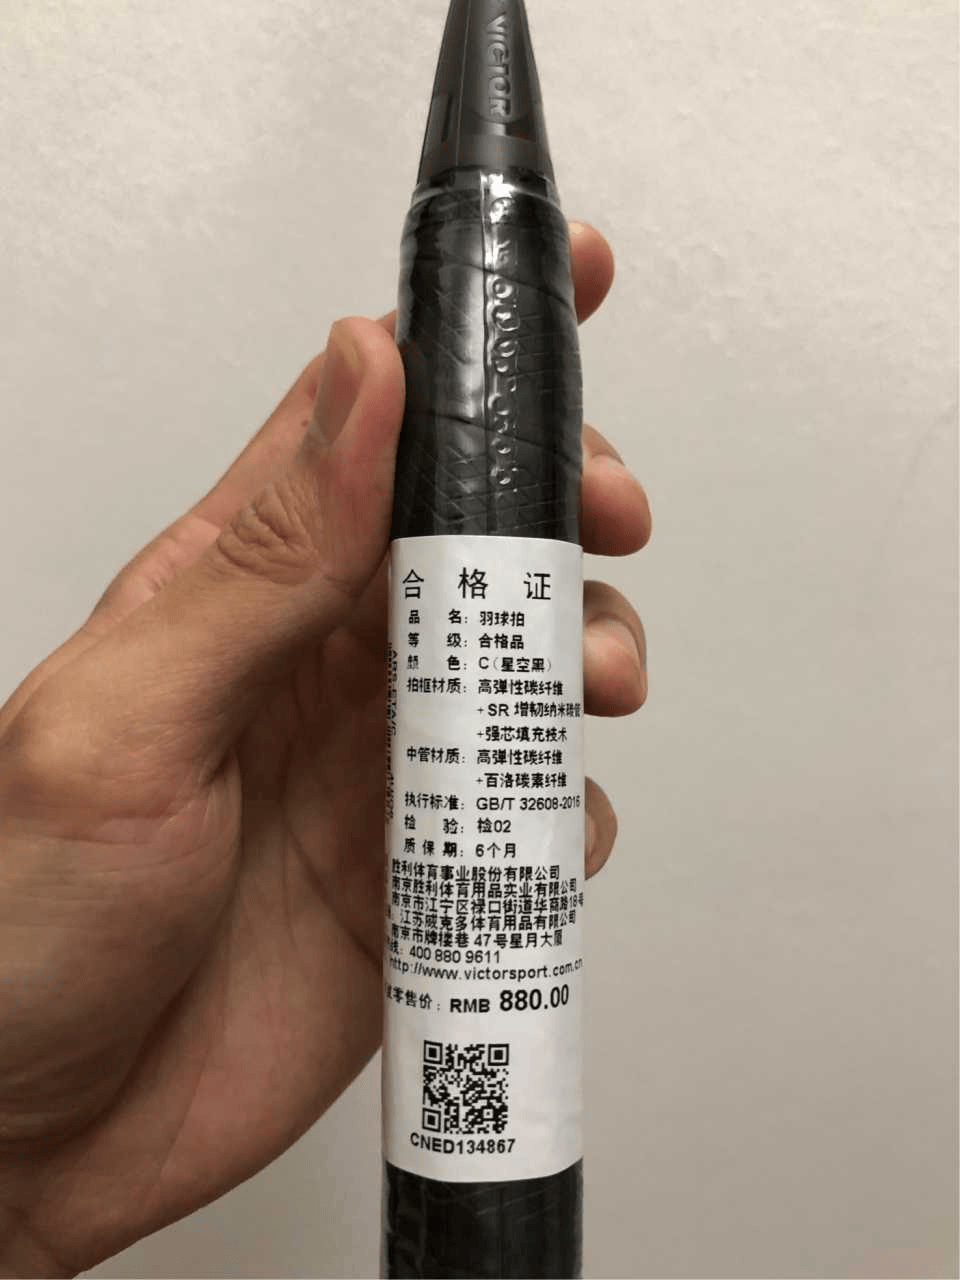 VICTOR
合格证
品 名：羽球拍
等 级：合格品
颜 色：C（星空黑）
拍框材质：高弹性碳纤维
+SR 增韧纳米碳管
+强芯填充技术
中管材质：高弹性碳纤维
+百洛碳素纤维
执行标准：GB/T 32608-2016
检 验：检02
质 保 期：6个月
胜利体育事业股份有限公司
南京胜利体育用品实业有限公司
南京市江宁区禄口街道华商路18号
江苏威克多体育用品有限公司
南京市牌楼巷 47号星月大厦
线：400 880 9611
http://www.victorsport.com.cn
零售价：RMB 880.00
CNED134867